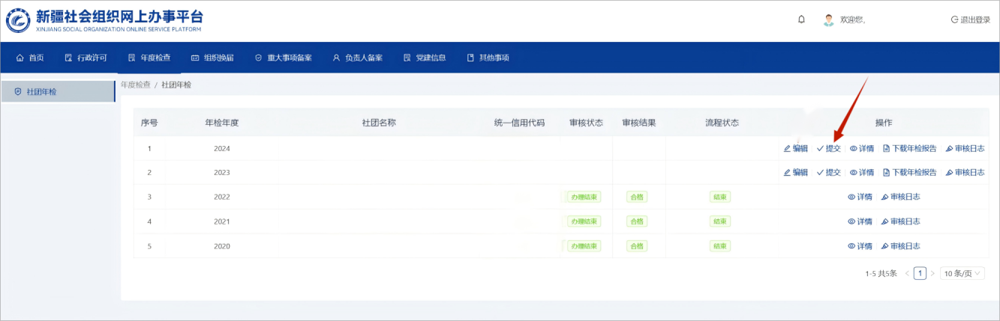 新疆社会组织网上办事平台
XINJIANG SOCIAL ORGANIZATION ONLINE SERVICE PLATFORM
欢迎您,
退出登录
首页 行政许可 年度检查 组织换届 重大事项备案 负责人备案 党建信息 其他事项
社团年检
年度检查 / 社团年检
序号 年检年度 社团名称 统一信用代码 审核状态 审核结果 流程状态 操作
1 2024 编辑 提交 详情 下载年检报告 审核日志
2 2023 编辑 提交 详情 下载年检报告 审核日志
3 2022 办理结束 合格 结束 详情 审核日志
4 2021 办理结束 合格 结束 详情 审核日志
5 2020 办理结束 合格 结束 详情 审核日志
1-5 共5条 < 1 > 10 条/页